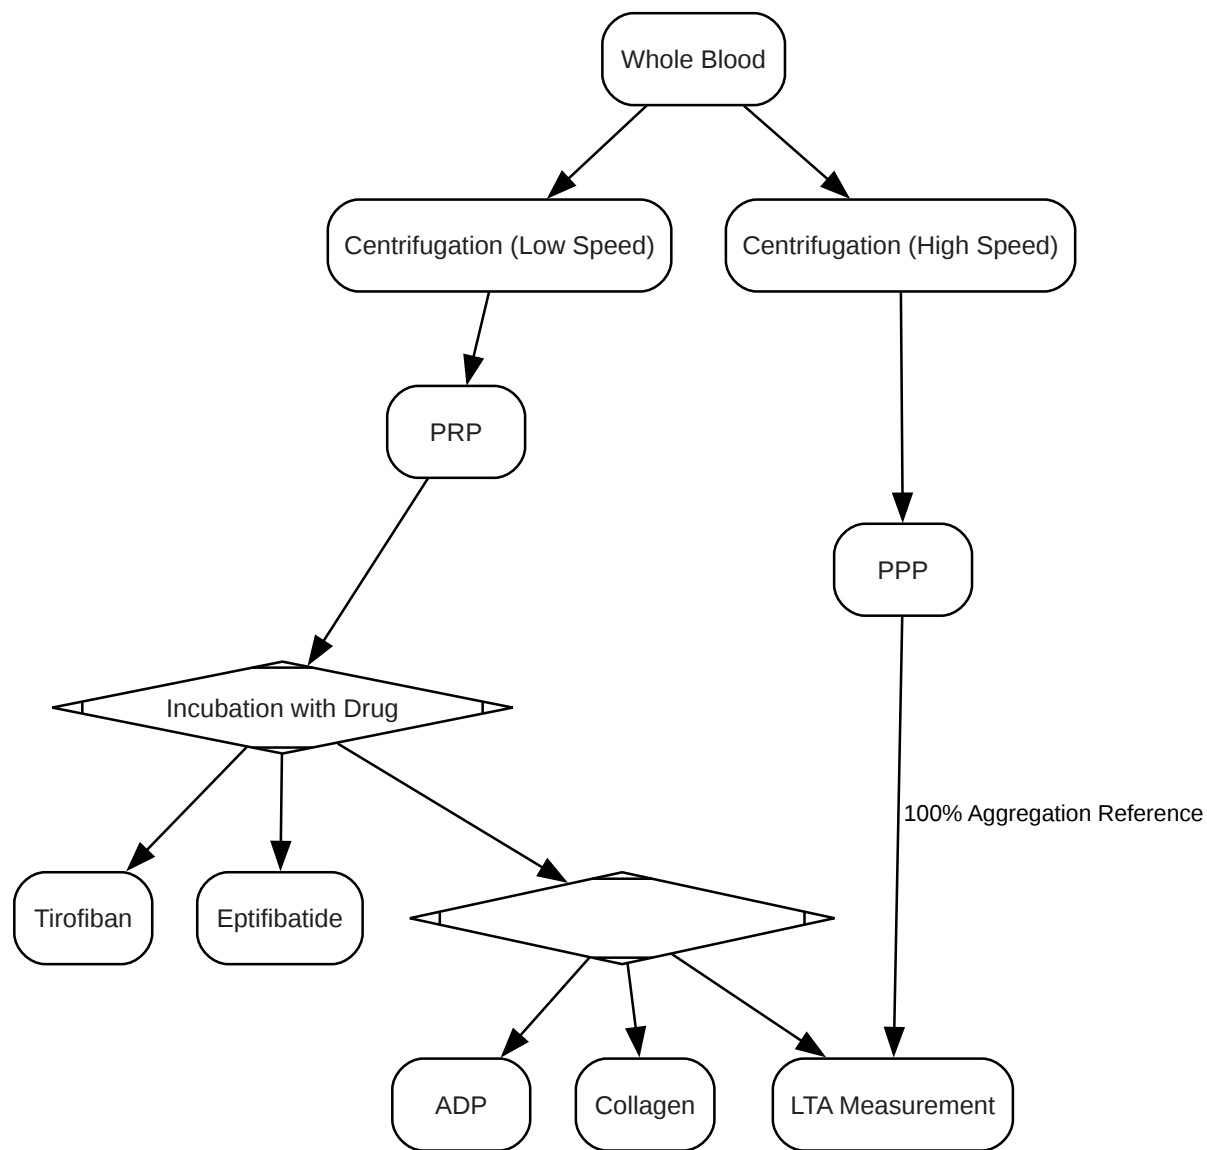 Whole Blood
Centrifugation (Low Speed)
Centrifugation (High Speed)
PRP
PPP
Incubation with Drug
100% Aggregation Reference
Tirofiban
Eptifibatide
ADP
Collagen
LTA Measurement